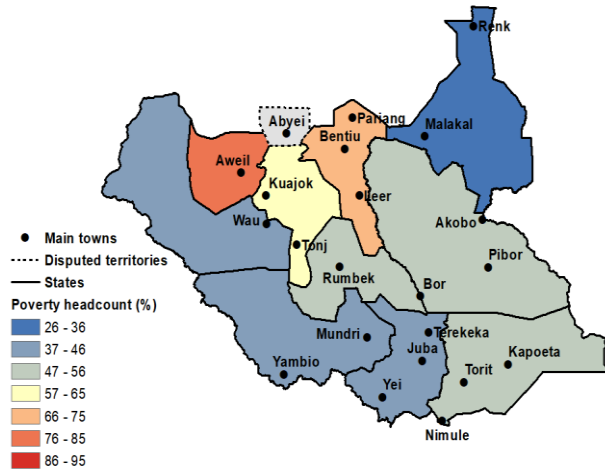 Renk
Pariang
Abyei
Malakal
Bentiu
Aweil
Kuajok
Leer
Wau
Akobo
Tonj
Pibor
Rumbek
Bor
Mundri
Terekeka
Juba
Kapoeta
Yambio
Torit
Yei
Nimule
Main towns
Disputed territories
States
Poverty headcount (%)
26 - 36
37 - 46
47 - 56
57 - 65
66 - 75
76 - 85
86 - 95